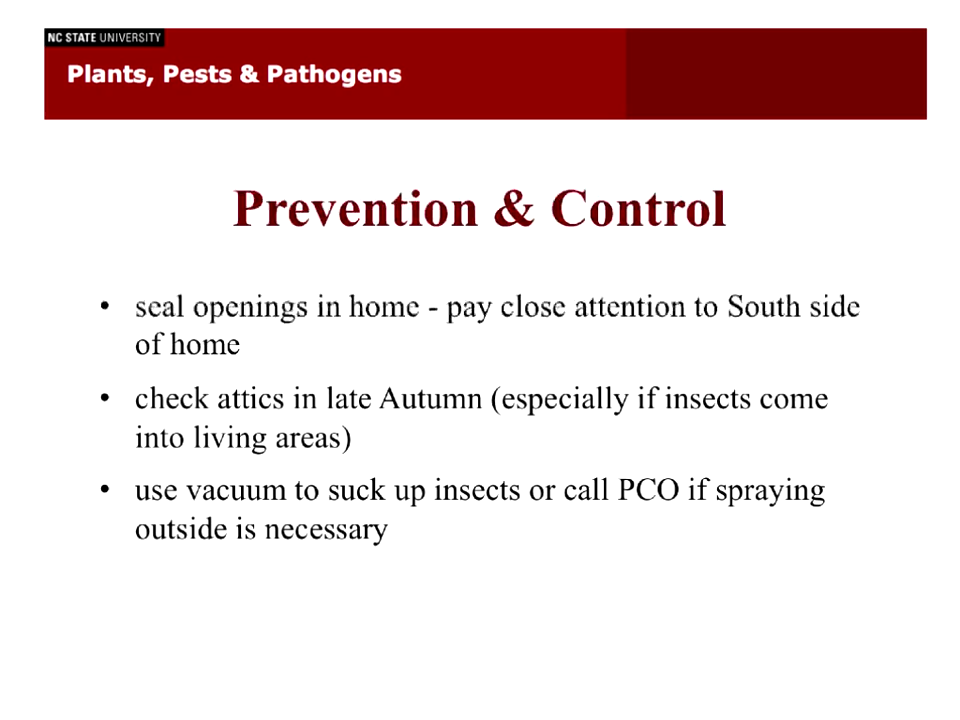 NC STATE UNIVERSITY
Plants, Pests & Pathogens
Prevention & Control
• seal openings in home - pay close attention to South side
of home
• check attics in late Autumn (especially if insects come
into living areas)
• use vacuum to suck up insects or call PCO if spraying
outside is necessary